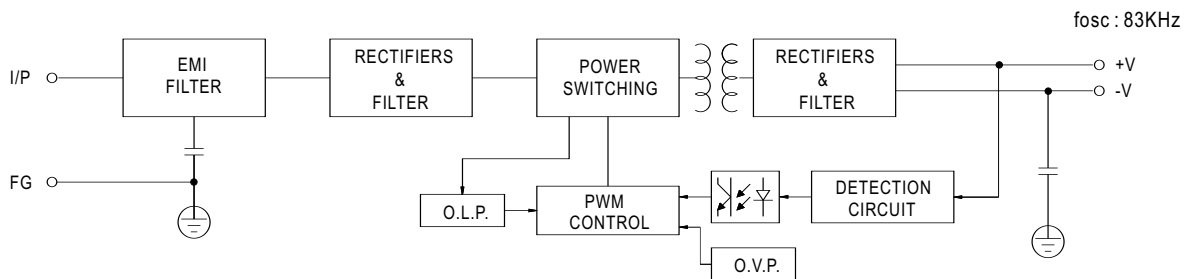 fosc : 83KHz
I/P
EMI
FILTER
RECTIFIERS
&
FILTER
POWER
SWITCHING
RECTIFIERS
&
FILTER
+V
-V
FG
O.L.P.
PWM
CONTROL
DETECTION
CIRCUIT
O.V.P.